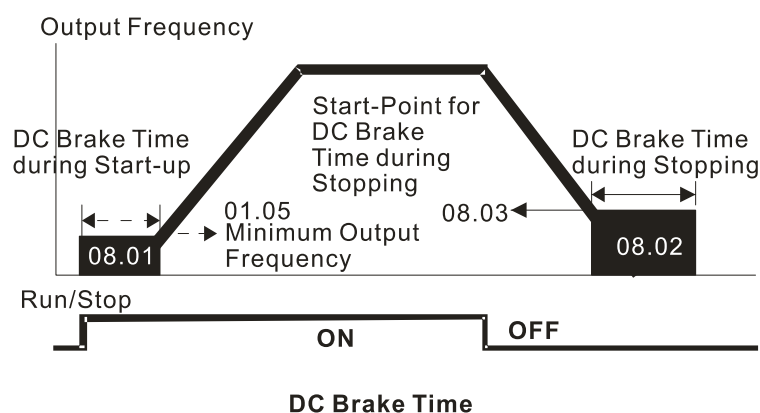 Output Frequency
Start-Point for
DC Brake
Time during
Stopping
DC Brake Time
during Start-up
DC Brake Time
during Stopping
01.05
Minimum Output
Frequency
08.03
08.01
08.02
Run/Stop
ON
OFF
DC Brake Time